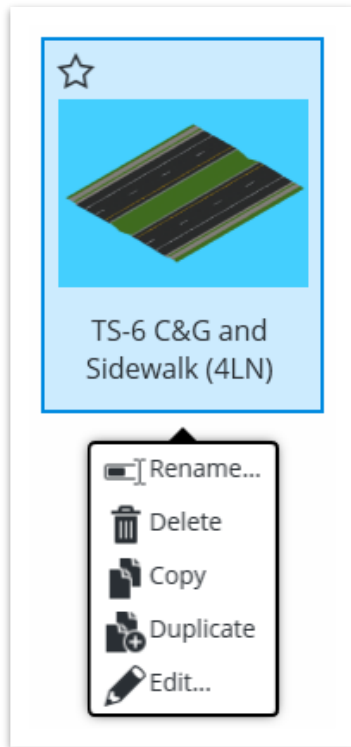 TS-6 C&G and
Sidewalk (4LN)
Rename...
Delete
Copy
Duplicate
Edit...